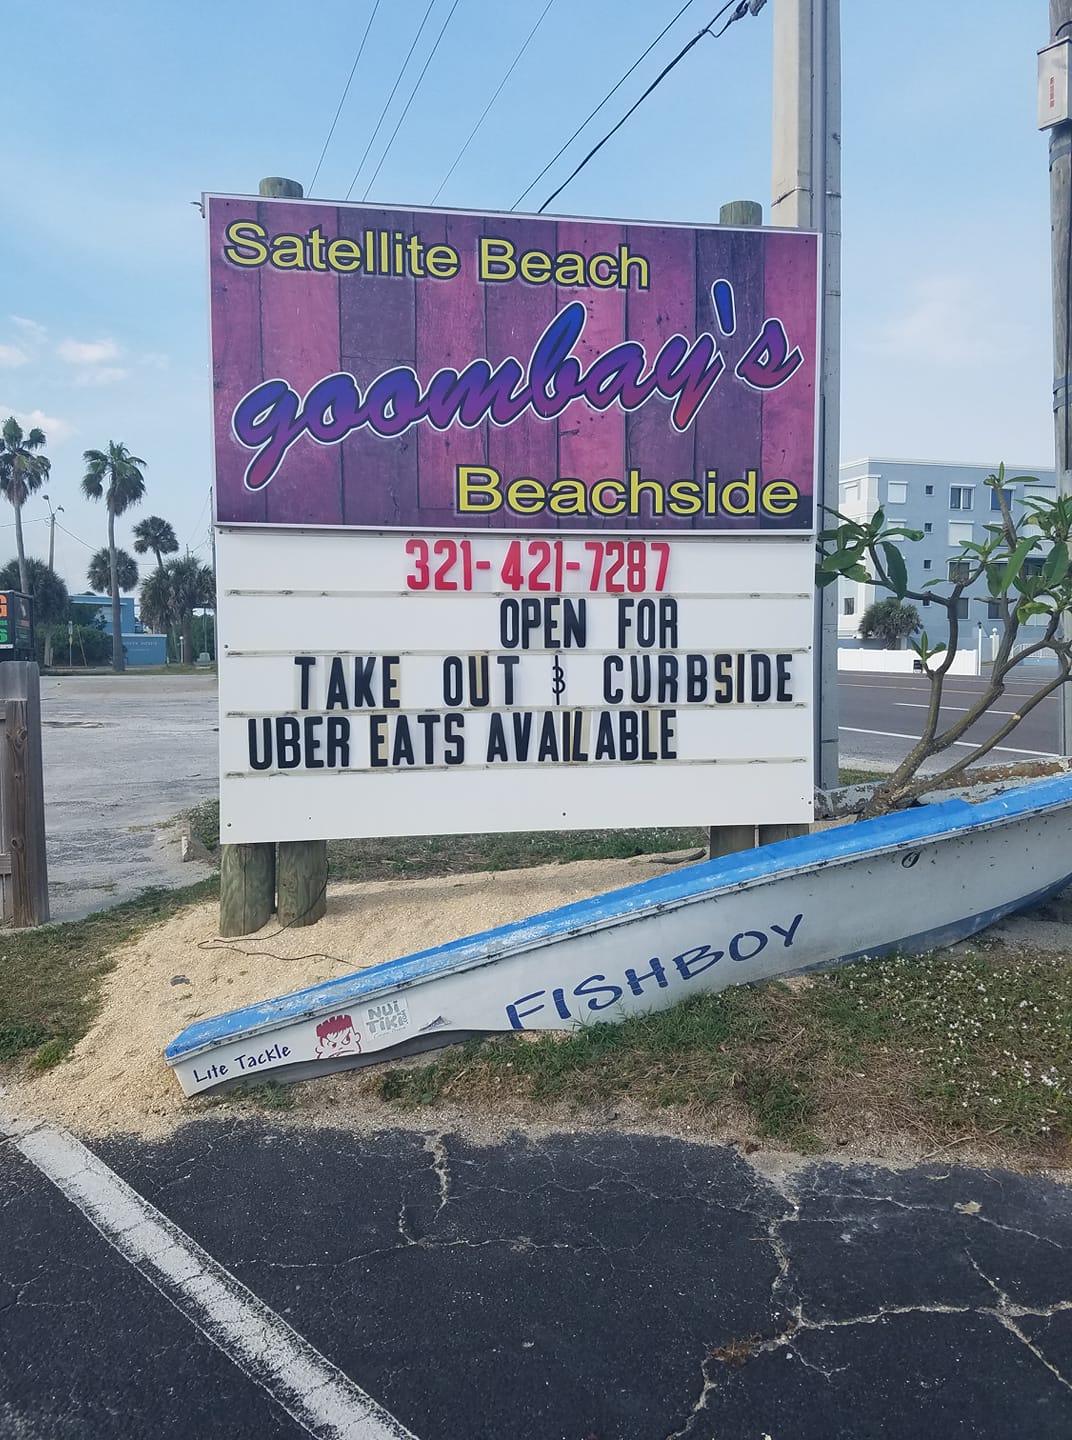 Satellite Beach
goombay's
Beachside
321-421-7287
OPEN FOR
TAKE OUT & CURBSIDE
UBER EATS AVAILABLE
FISHBOY
NUI
TIKI
Lite Tackle